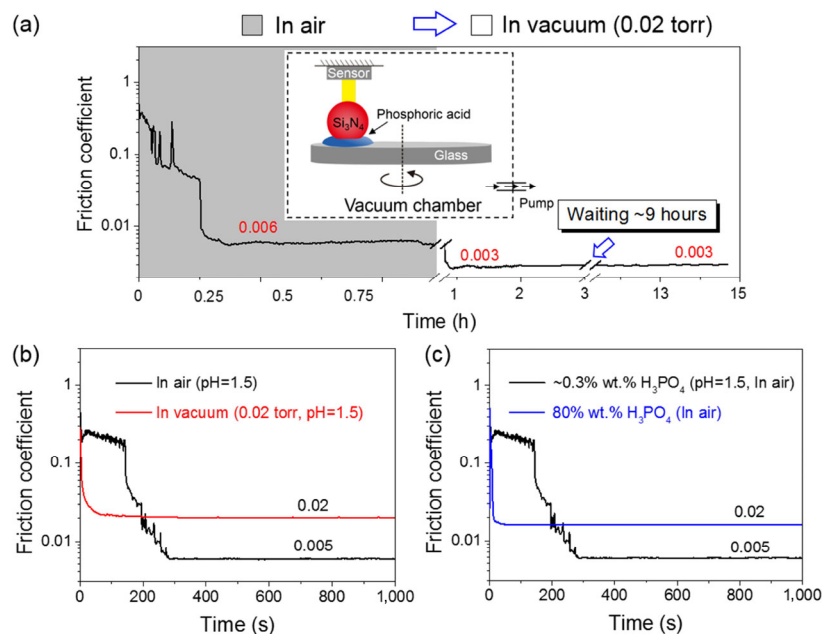 (a)
In air
In vacuum (0.02 torr)
Friction coefficient
1
0.1
0.01
Sensor
Si₃N₄
Phosphoric acid
Glass
Vacuum chamber
Pump
Waiting ~9 hours
0.006
0.003
0.003
0 0.25 0.5 0.75 1 2 3 13 15
Time (h)
(b)
In air (pH=1.5)
In vacuum (0.02 torr, pH=1.5)
Friction coefficient
1
0.1
0.01
0.02
0.005
0 200 400 600 800 1,000
Time (s)
(c)
~0.3% wt.% H₃PO₄ (pH=1.5, In air)
80% wt.% H₃PO₄ (In air)
Friction coefficient
1
0.1
0.01
0.02
0.005
0 200 400 600 800 1,000
Time (s)